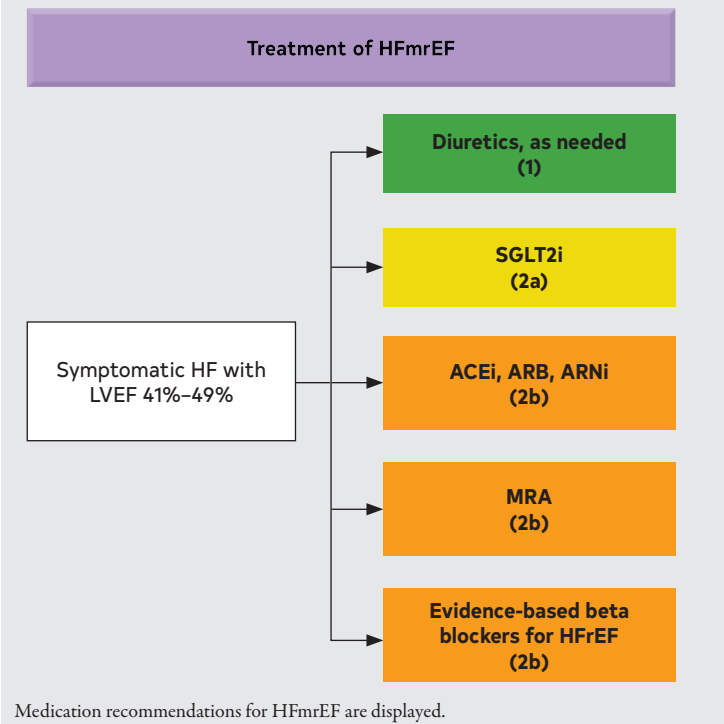 Treatment of HFmrEF
Diuretics, as needed
(1)
SGLT2i
(2a)
Symptomatic HF with
LVEF 41%–49%
ACEi, ARB, ARNi
(2b)
MRA
(2b)
Evidence-based beta
blockers for HFrEF
(2b)
Medication recommendations for HFmrEF are displayed.